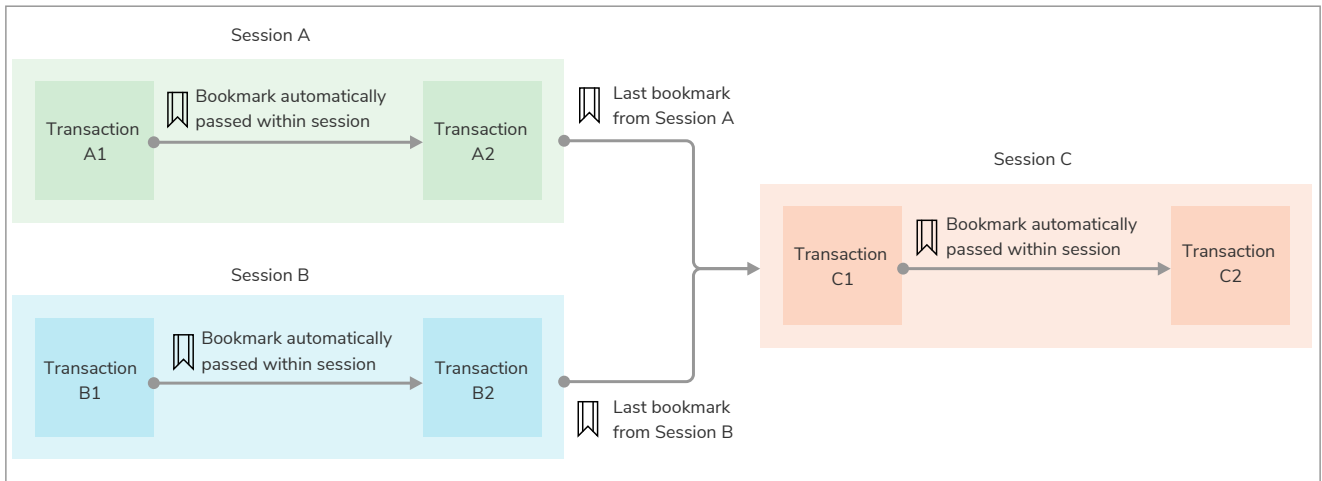 Session A
Transaction
A1
Bookmark automatically
passed within session
Transaction
A2
Last bookmark
from Session A
Session B
Transaction
B1
Bookmark automatically
passed within session
Transaction
B2
Last bookmark
from Session B
Session C
Transaction
C1
Bookmark automatically
passed within session
Transaction
C2